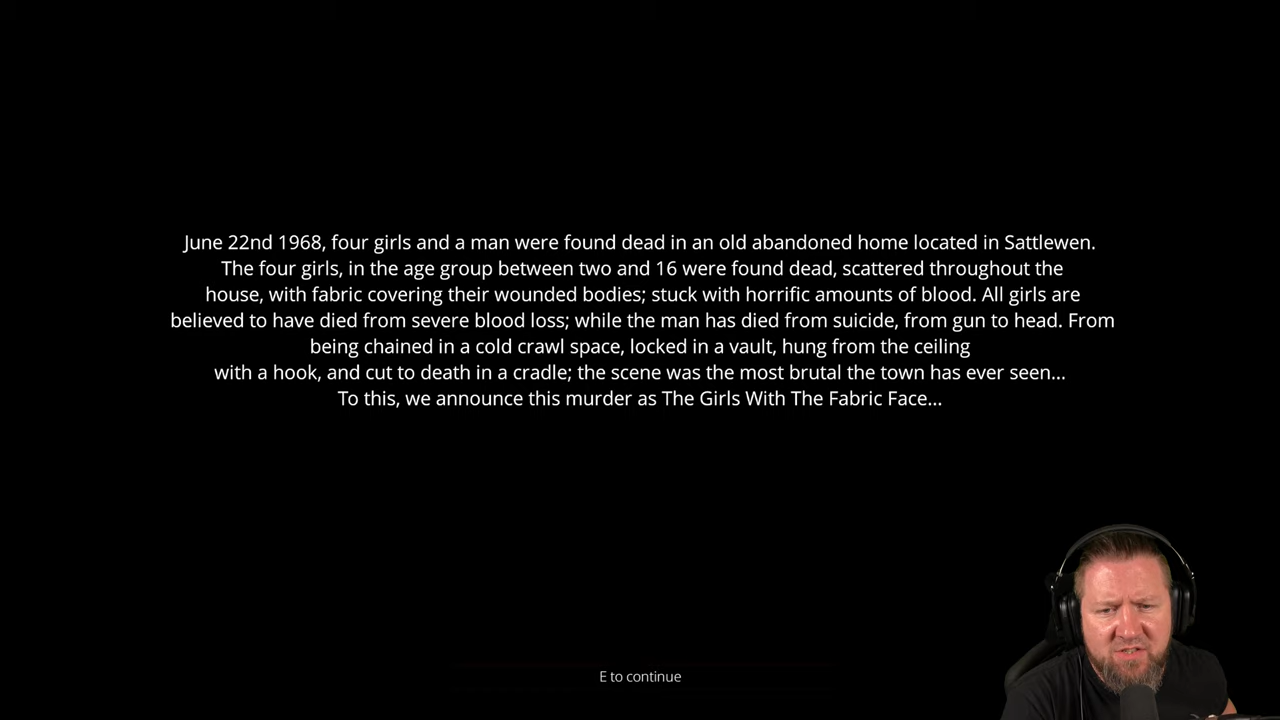 June 22nd 1968, four girls and a man were found dead in an old abandoned home located in Sattlewen.
The four girls, in the age group between two and 16 were found dead, scattered throughout the
house, with fabric covering their wounded bodies; stuck with horrific amounts of blood. All girls are
believed to have died from severe blood loss; while the man has died from suicide, from gun to head. From
being chained in a cold crawl space, locked in a vault, hung from the ceiling
with a hook, and cut to death in a cradle; the scene was the most brutal the town has ever seen...
To this, we announce this murder as The Girls With The Fabric Face...
E to continue